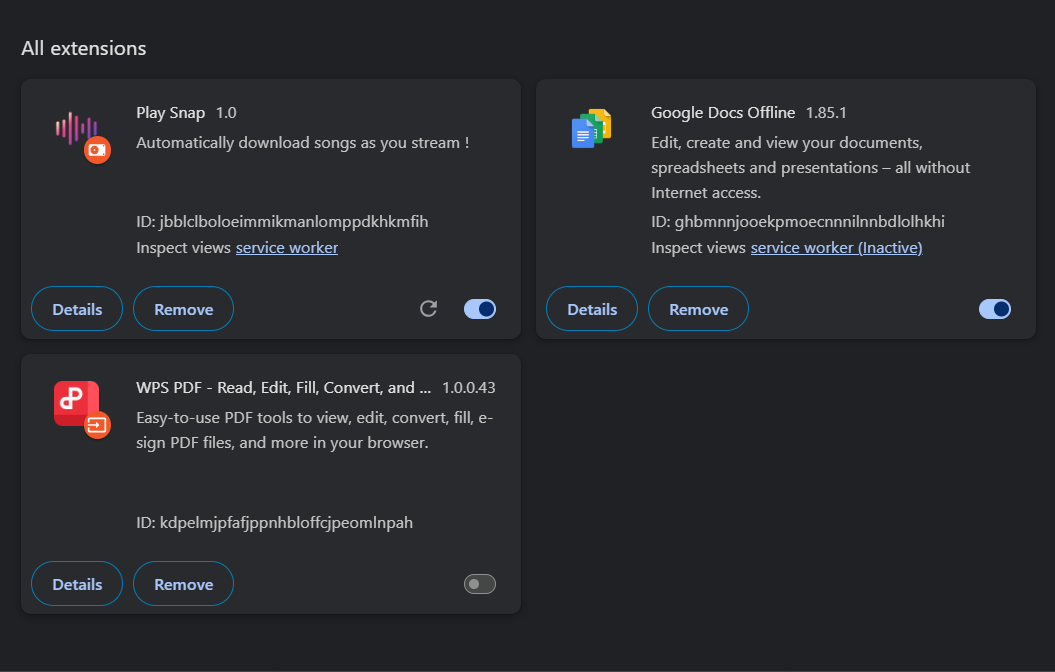 All extensions
Play Snap 1.0
Automatically download songs as you stream !
ID: jbblclboloeimmikmanlomppdkhkmfih
Inspect views service worker
Details
Remove
Google Docs Offline 1.85.1
Edit, create and view your documents,
spreadsheets and presentations – all without
Internet access.
ID: ghbmnnjooekpmoecnnnilnnbdlolhkhi
Inspect views service worker (Inactive)
Details
Remove
WPS PDF - Read, Edit, Fill, Convert, and ... 1.0.0.43
Easy-to-use PDF tools to view, edit, convert, fill, e-
sign PDF files, and more in your browser.
ID: kdpelmjpfafjppnhbloffcjpeomlnpah
Details
Remove